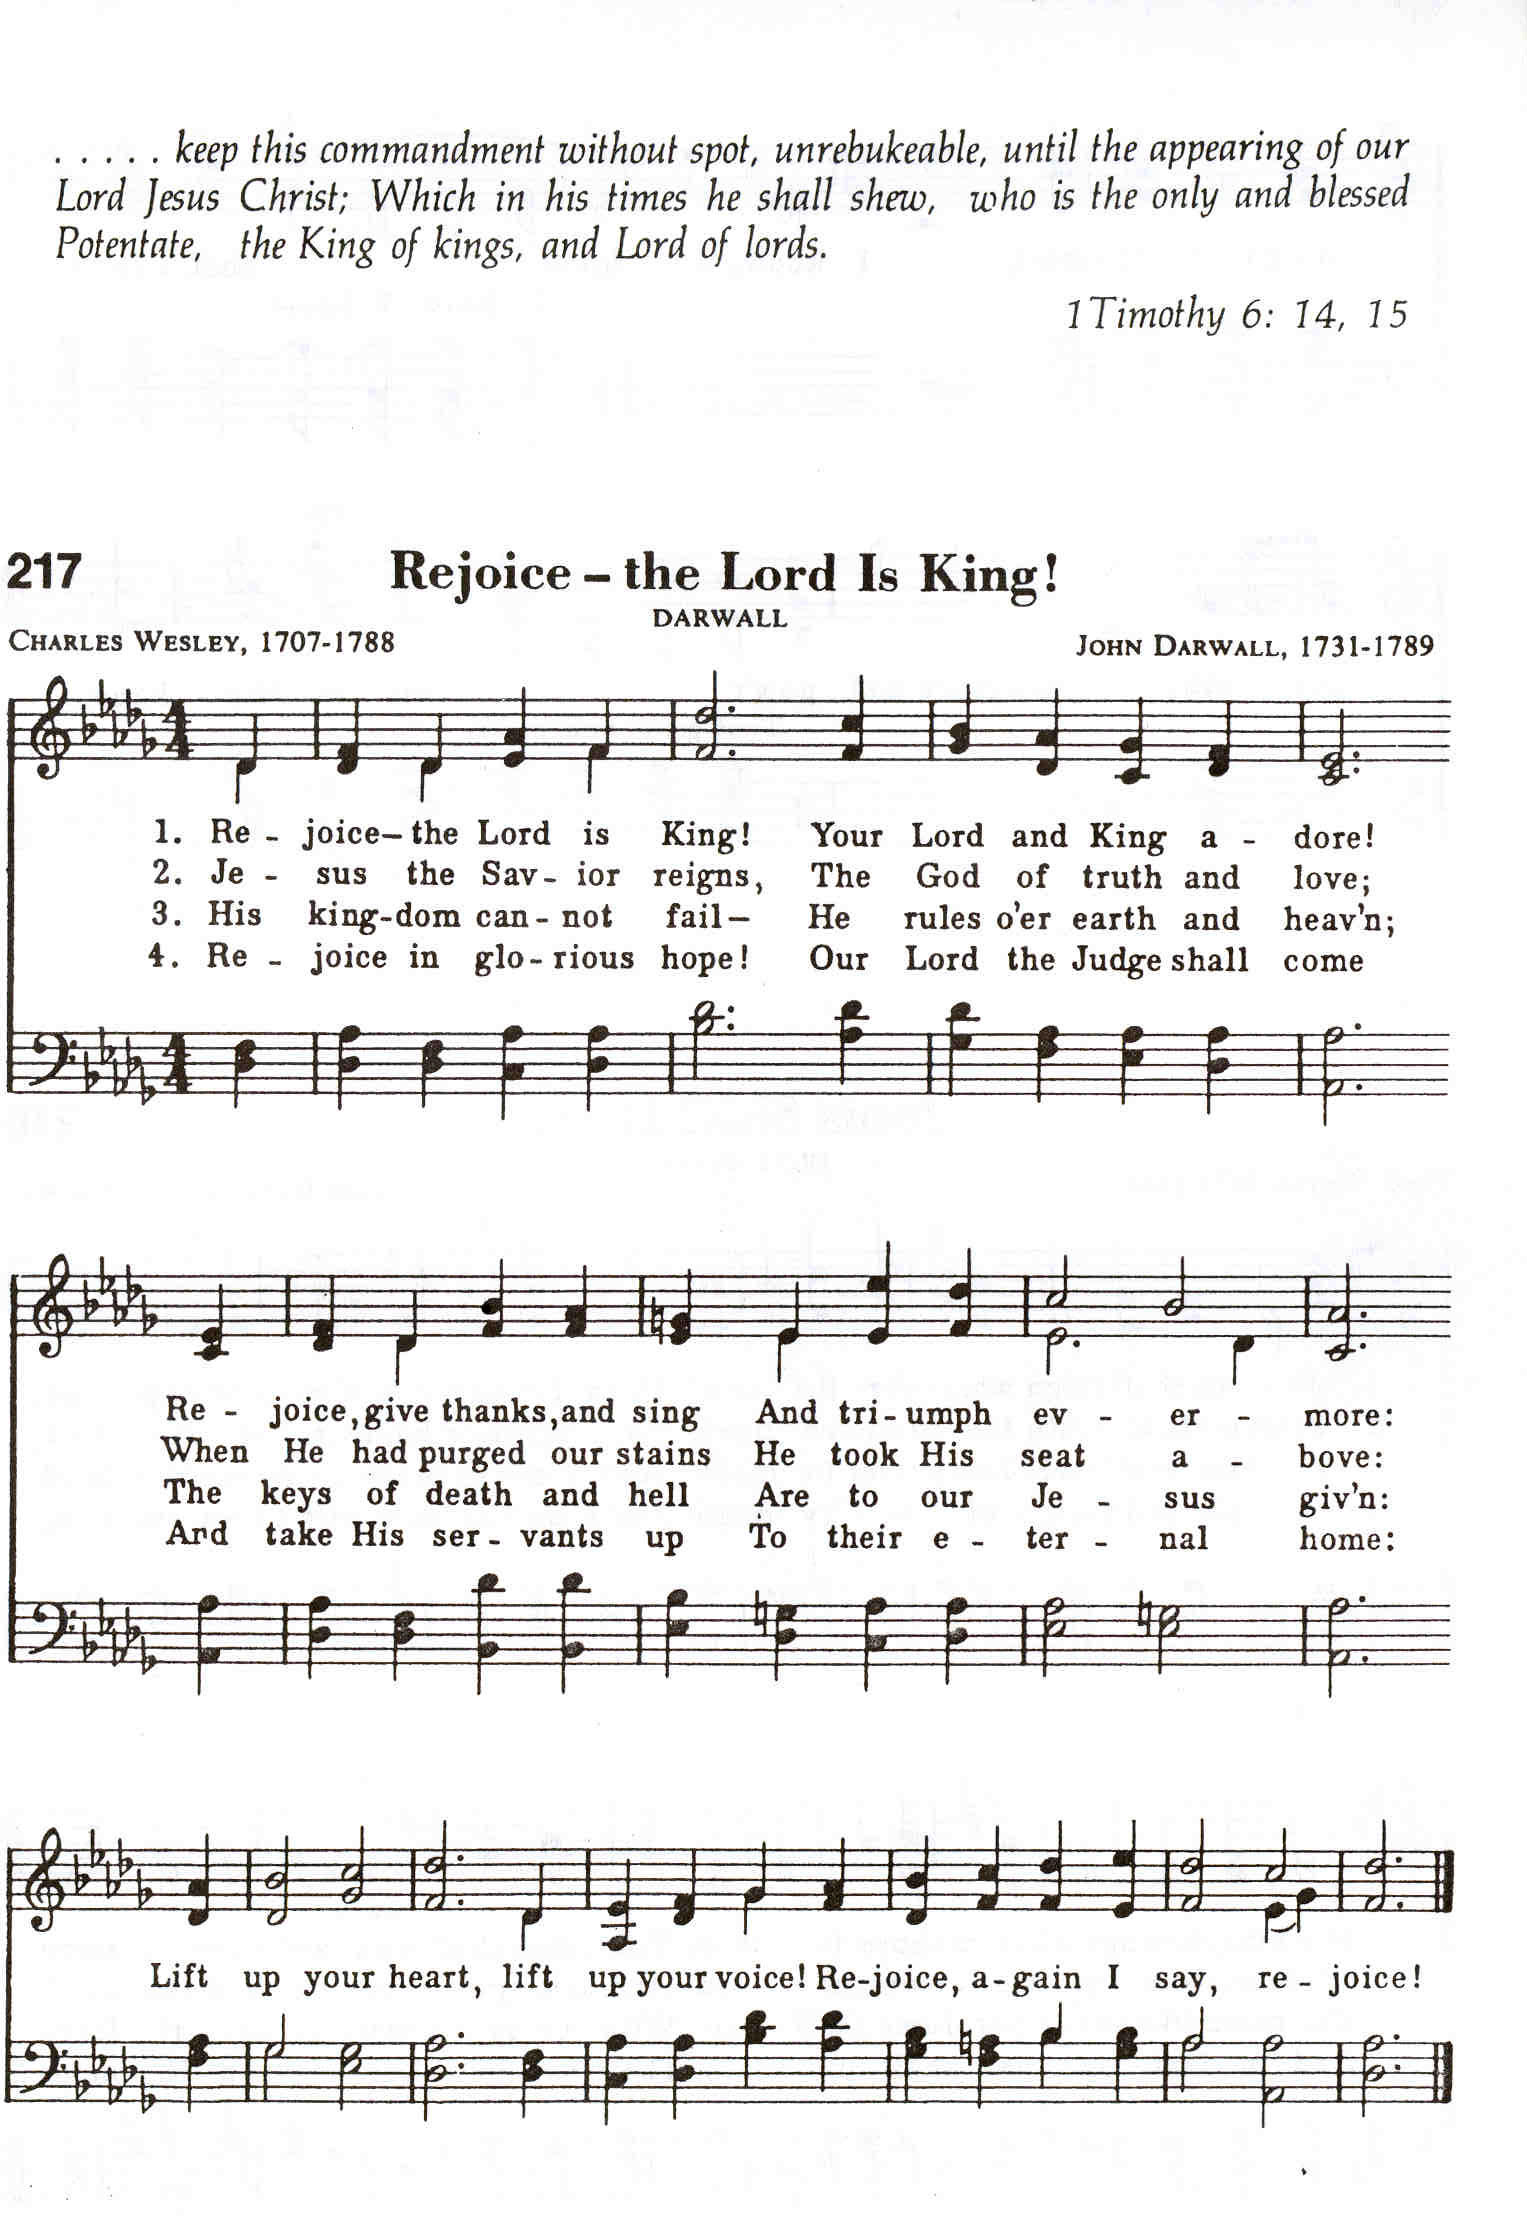 . . . . . keep this commandment without spot, unrebukeable, until the appearing of our
Lord Jesus Christ; Which in his times he shall shew, who is the only and blessed
Potentate, the King of kings, and Lord of lords.
1 Timothy 6: 14, 15
217 Rejoice – the Lord Is King!
DARWALL
CHARLES WESLEY, 1707-1788 JOHN DARWALL, 1731-1789
1. Re - joice– the Lord is King! Your Lord and King a - dore!
2. Je - sus the Sav - ior reigns, The God of truth and love;
3. His king-dom can - not fail– He rules o'er earth and heav'n;
4. Re - joice in glo - rious hope! Our Lord the Judge shall come
Re - joice, give thanks, and sing And tri - umph ev - er - more:
When He had purged our stains He took His seat a - bove:
The keys of death and hell Are to our Je - sus giv'n:
And take His ser - vants up To their e - ter - nal home:
Lift up your heart, lift up your voice! Re-joice, a-gain I say, re - joice!